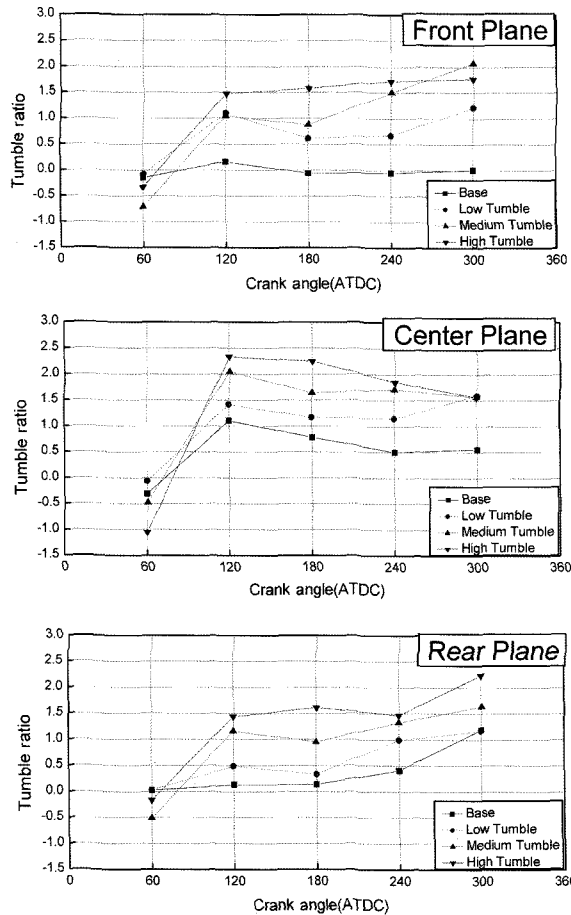 Front Plane
3.0
2.5
2.0
1.5
1.0
0.5
0.0
-0.5
-1.0
-1.5
Tumble ratio
Base
Low Tumble
Medium Tumble
High Tumble
0 60 120 180 240 300 360
Crank angle(ATDC)
Center Plane
3.0
2.5
2.0
1.5
1.0
0.5
0.0
-0.5
-1.0
-1.5
Tumble ratio
Base
Low Tumble
Medium Tumble
High Tumble
0 60 120 180 240 300 360
Crank angle(ATDC)
Rear Plane
3.0
2.5
2.0
1.5
1.0
0.5
0.0
-0.5
-1.0
-1.5
Tumble ratio
Base
Low Tumble
Medium Tumble
High Tumble
0 60 120 180 240 300 360
Crank angle(ATDC)